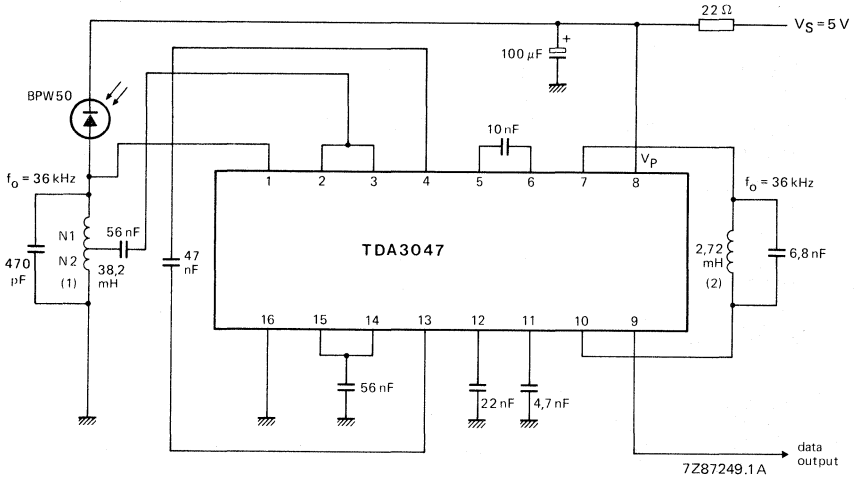 22 Ω
V_S = 5 V
+
100 µF
BPW50
10 nF
V_P
1 2 3 4 5 6 7 8
f_o = 36 kHz
f_o = 36 kHz
N1
56 nF
470 pF
N2
38,2 mH
(1)
47 nF
TDA3047
2,72 mH
(2)
6,8 nF
16 15 14 13 12 11 10 9
56 nF
22 nF
4,7 nF
data output
7Z87249.1A